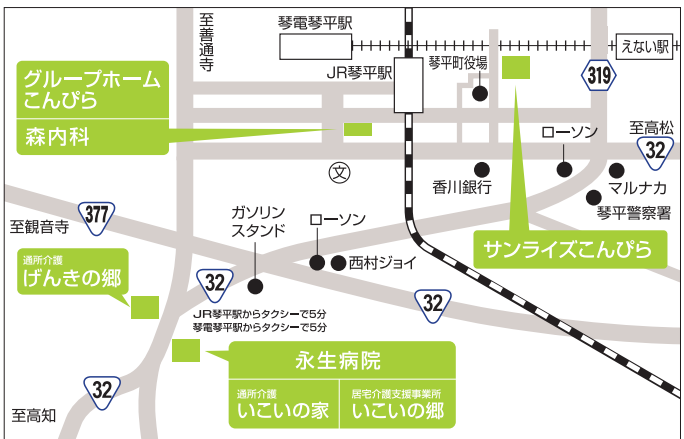 至善通寺
琴電琴平駅
えない駅
JR琴平駅
琴平町役場
319
グループホーム
こんぴら
森内科
ローソン
至高松
32
文
香川銀行
マルナカ
琴平警察署
377
至観音寺
ガソリン
スタンド
ローソン
西村ジョイ
サンライズこんぴら
通所介護
げんきの郷
32
32
JR琴平駅からタクシーで5分
琴電琴平駅からタクシーで5分
永生病院
通所介護
いこいの家
居宅介護支援事業所
いこいの郷
32
至高知